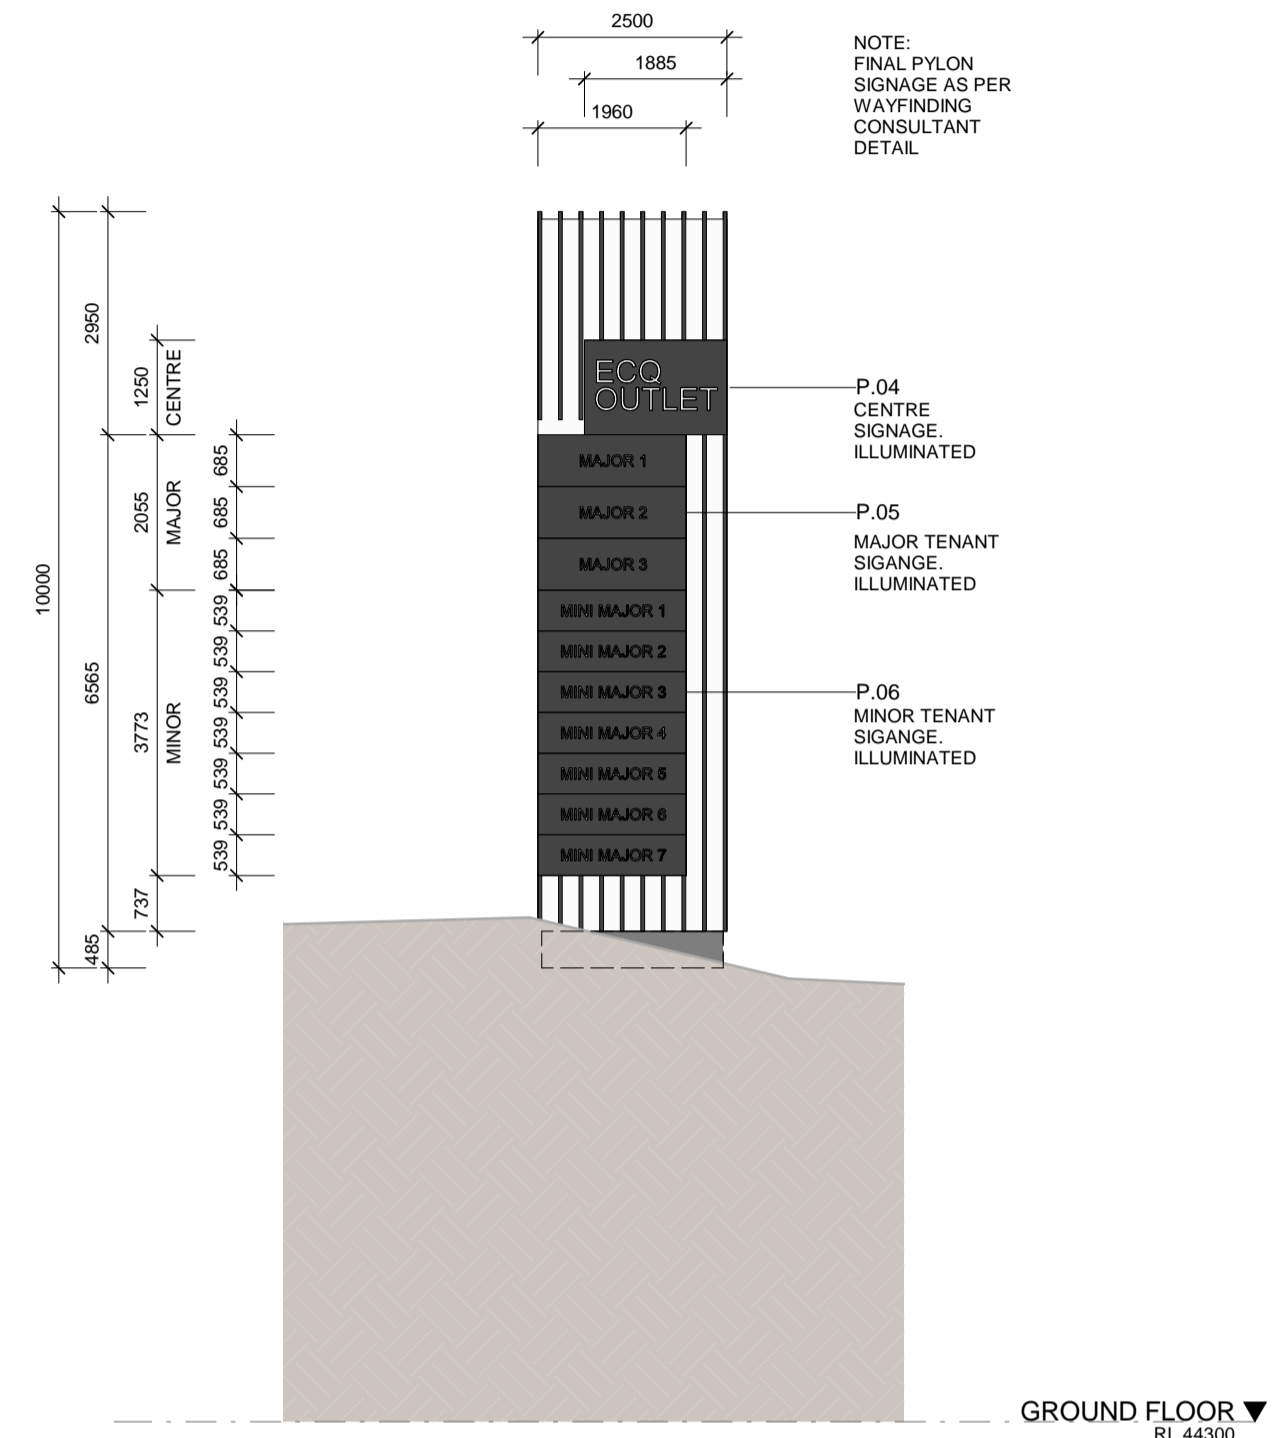 2500
1885
1960
NOTE:
FINAL PYLON
SIGNAGE AS PER
WAYFINDING
CONSULTANT
DETAIL
10000
2950
6565
485
1250
CENTRE
2055
MAJOR
3773
MINOR
737
685
685
685
539
539
539
539
539
539
539
ECQ
OUTLET
MAJOR 1
MAJOR 2
MAJOR 3
MINI MAJOR 1
MINI MAJOR 2
MINI MAJOR 3
MINI MAJOR 4
MINI MAJOR 5
MINI MAJOR 6
MINI MAJOR 7
P.04
CENTRE
SIGNAGE.
ILLUMINATED
P.05
MAJOR TENANT
SIGANGE.
ILLUMINATED
P.06
MINOR TENANT
SIGANGE.
ILLUMINATED
GROUND FLOOR
RL 44300